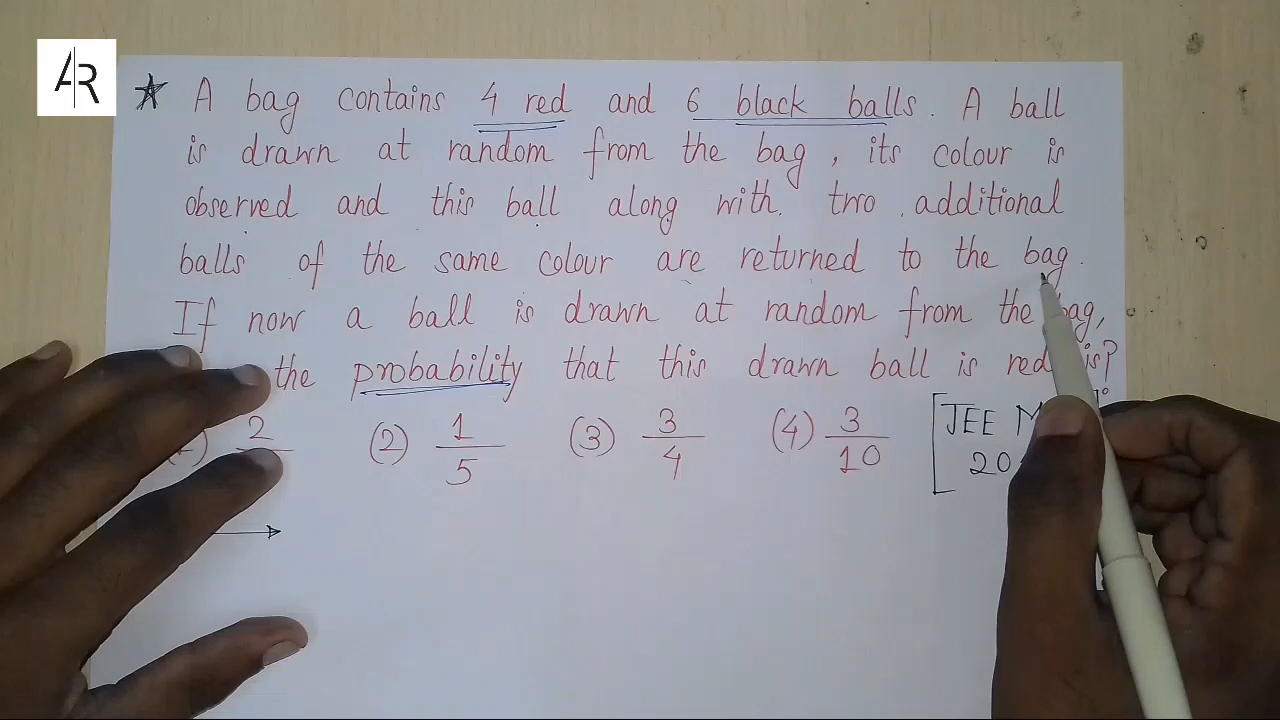 AR
A bag contains 4 red and 6 black balls. A ball
is drawn at random from the bag, its colour is
observed and this ball along with two additional
balls of the same colour are returned to the bag.
If now a ball is drawn at random from the bag,
the probability that this drawn ball is red is?
2 (2) 1/5 (3) 3/4 (4) 3/10 [JEE
20